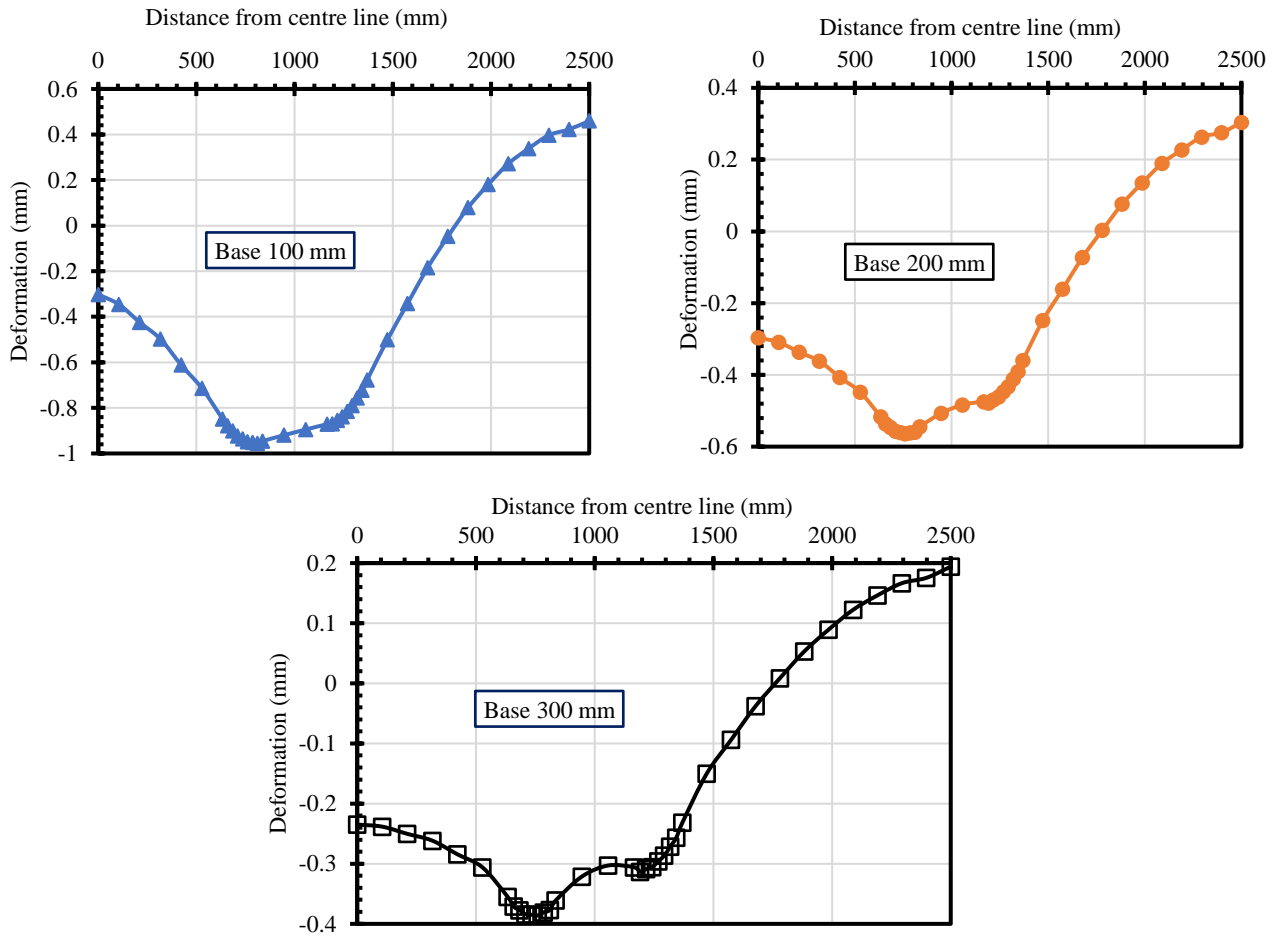 Distance from centre line (mm)
0 500 1000 1500 2000 2500
0.6
0.4
0.2
0
-0.2
-0.4
-0.6
-0.8
-1
Deformation (mm)
Base 100 mm
Distance from centre line (mm)
0 500 1000 1500 2000 2500
0.4
0.2
0
-0.2
-0.4
-0.6
Deformation (mm)
Base 200 mm
Distance from centre line (mm)
0 500 1000 1500 2000 2500
0.2
0.1
0
-0.1
-0.2
-0.3
-0.4
Deformation (mm)
Base 300 mm